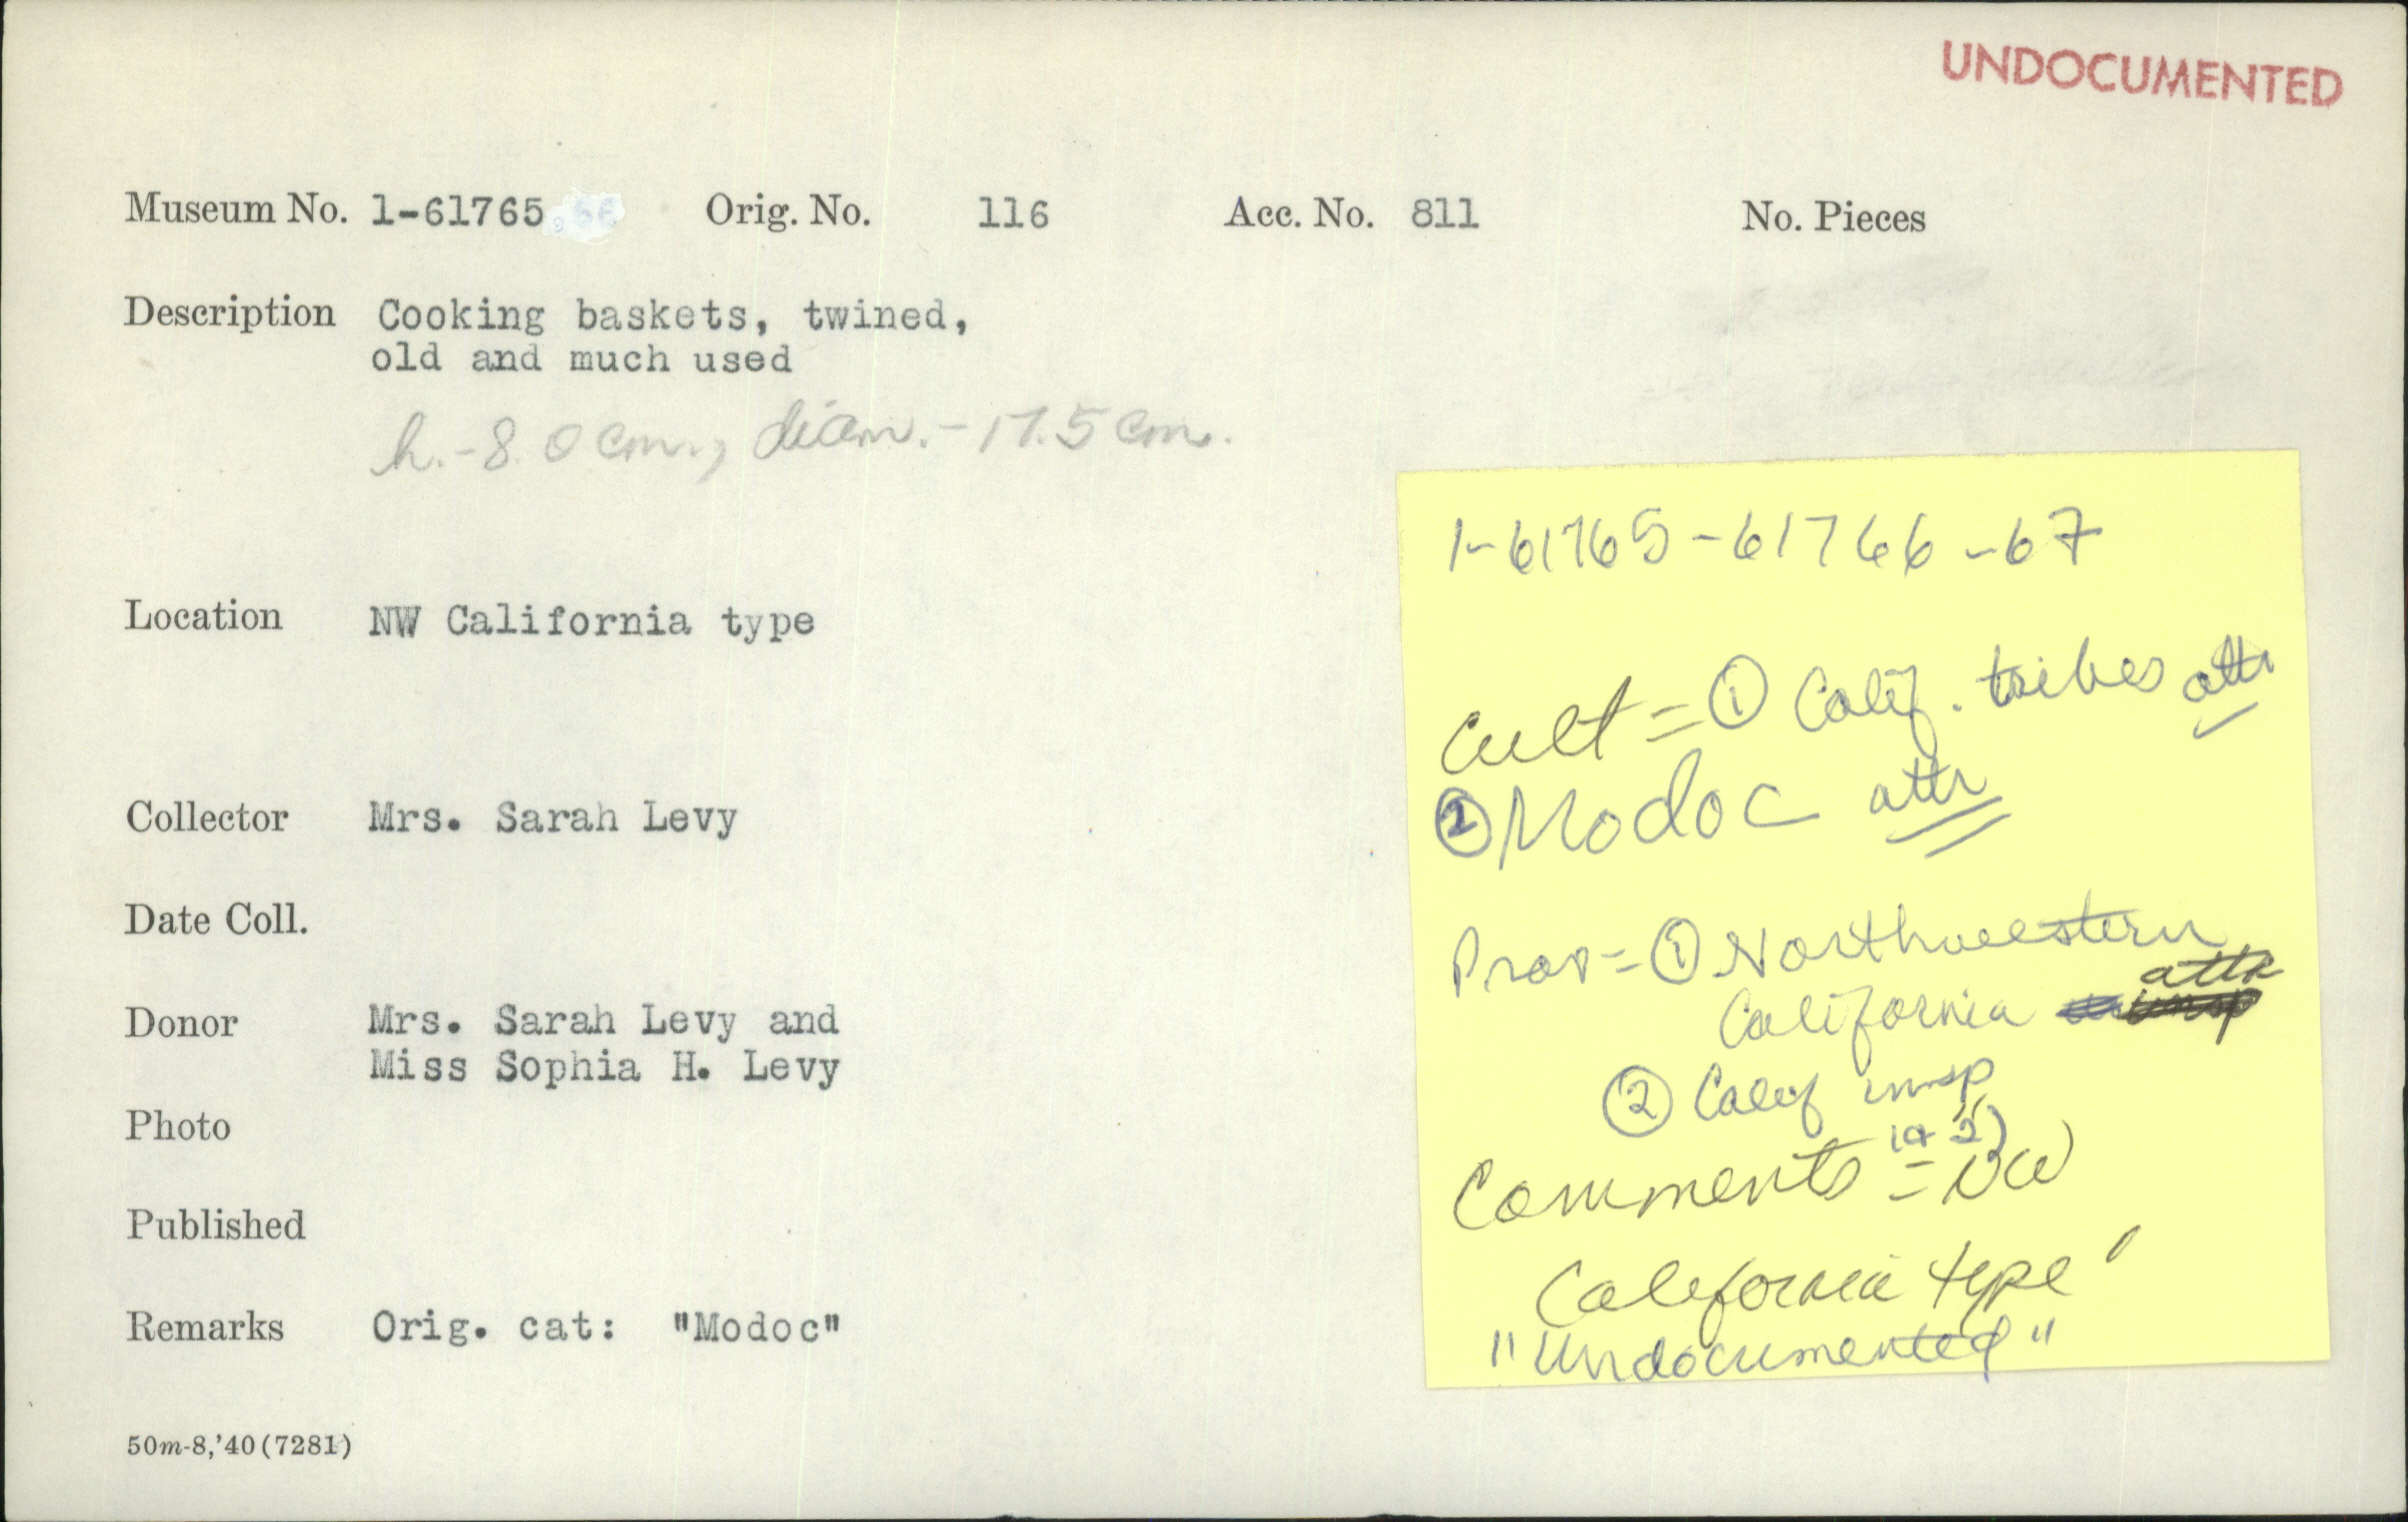 UNDOCUMENTED
Museum No. 1-61765,66 Orig. No. 116 Acc. No. 811 No. Pieces
Description Cooking baskets, twined,
old and much used
h.-8.0 cm., diam.-17.5 cm.
Location NW California type
Collector Mrs. Sarah Levy
Date Coll.
Donor Mrs. Sarah Levy and
Miss Sophia H. Levy
Photo
Published
Remarks Orig. cat: "Modoc"
50m-8,'40(7281)
1-61765-61766-67
Cult = ① Calif. tribes attr
② Modoc attr
Prov = ① Northwestern
California attr
② Calif unsp
Comments = NW
California type"
"Undocumented"